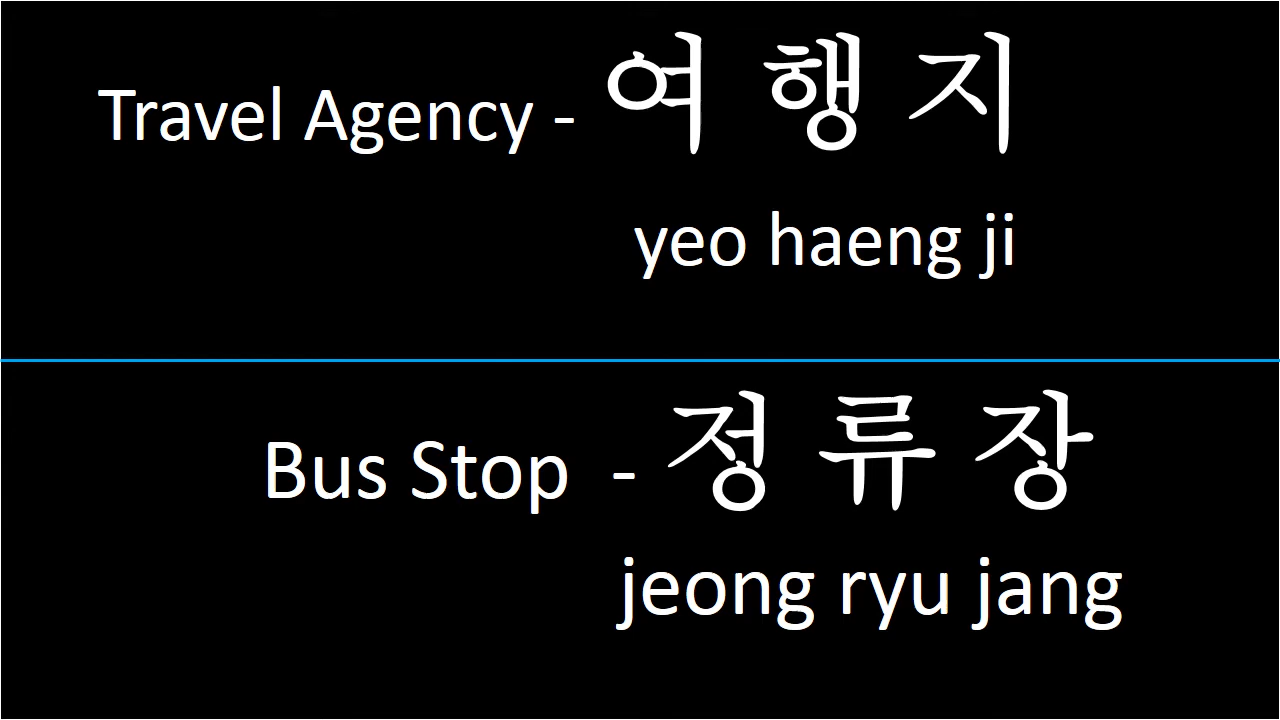 Travel Agency - 여 행 지
yeo haeng ji
Bus Stop - 정 류 장
jeong ryu jang